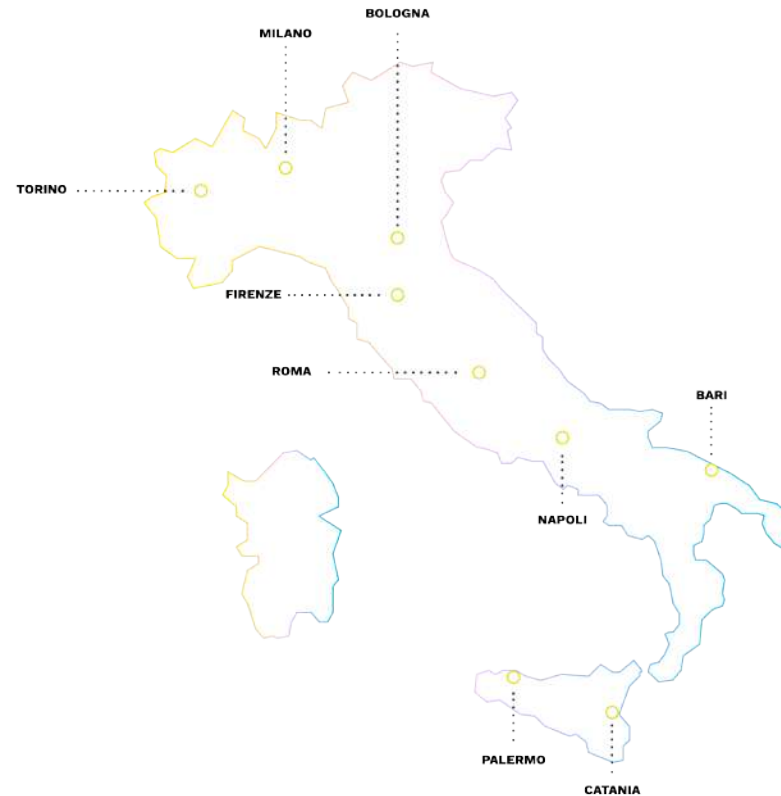 BOLOGNA
MILANO
TORINO
FIRENZE
ROMA
BARI
NAPOLI
PALERMO
CATANIA